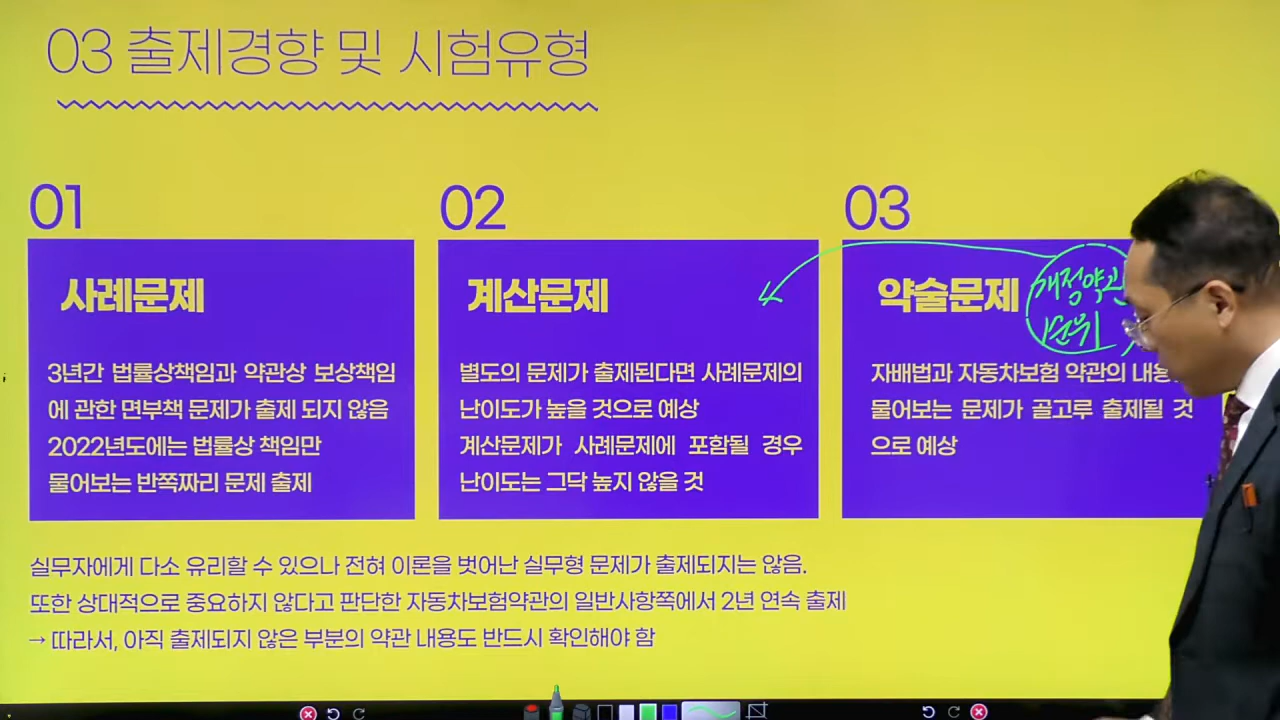 03 출제경향 및 시험유형
01
사례문제
3년간 법률상책임과 약관상 보상책임
에 관한 면부책 문제가 출제 되지 않음
2022년도에는 법률상 책임만
물어보는 반쪽짜리 문제 출제
02
계산문제
별도의 문제가 출제된다면 사례문제의
난이도가 높을 것으로 예상
계산문제가 사례문제에 포함될 경우
난이도는 그닥 높지 않을 것
03
약술문제
개정약관
1순위
자배법과 자동차보험 약관의
물어보는 문제가 골고루 출제될 것
으로 예상
실무자에게 다소 유리할 수 있으나 전혀 이론을 벗어난 실무형 문제가 출제되지는 않음.
또한 상대적으로 중요하지 않다고 판단한 자동차보험약관의 일반사항쪽에서 2년 연속 출제
→ 따라서, 아직 출제되지 않은 부분의 약관 내용도 반드시 확인해야 함